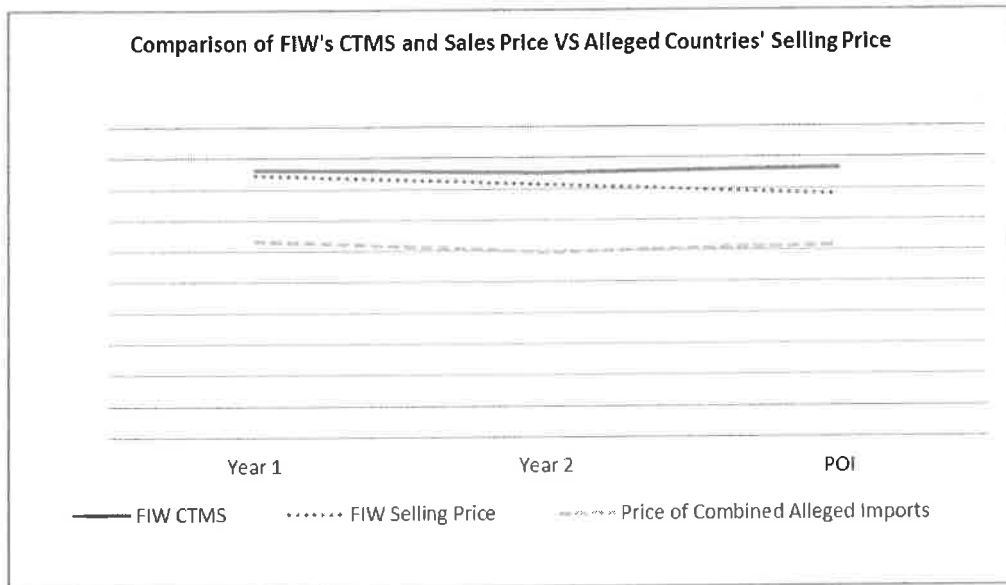 Comparison of FIW's CTMS and Sales Price VS Alleged Countries' Selling Price
Year 1 Year 2 POI
FIW CTMS FIW Selling Price Price of Combined Alleged Imports